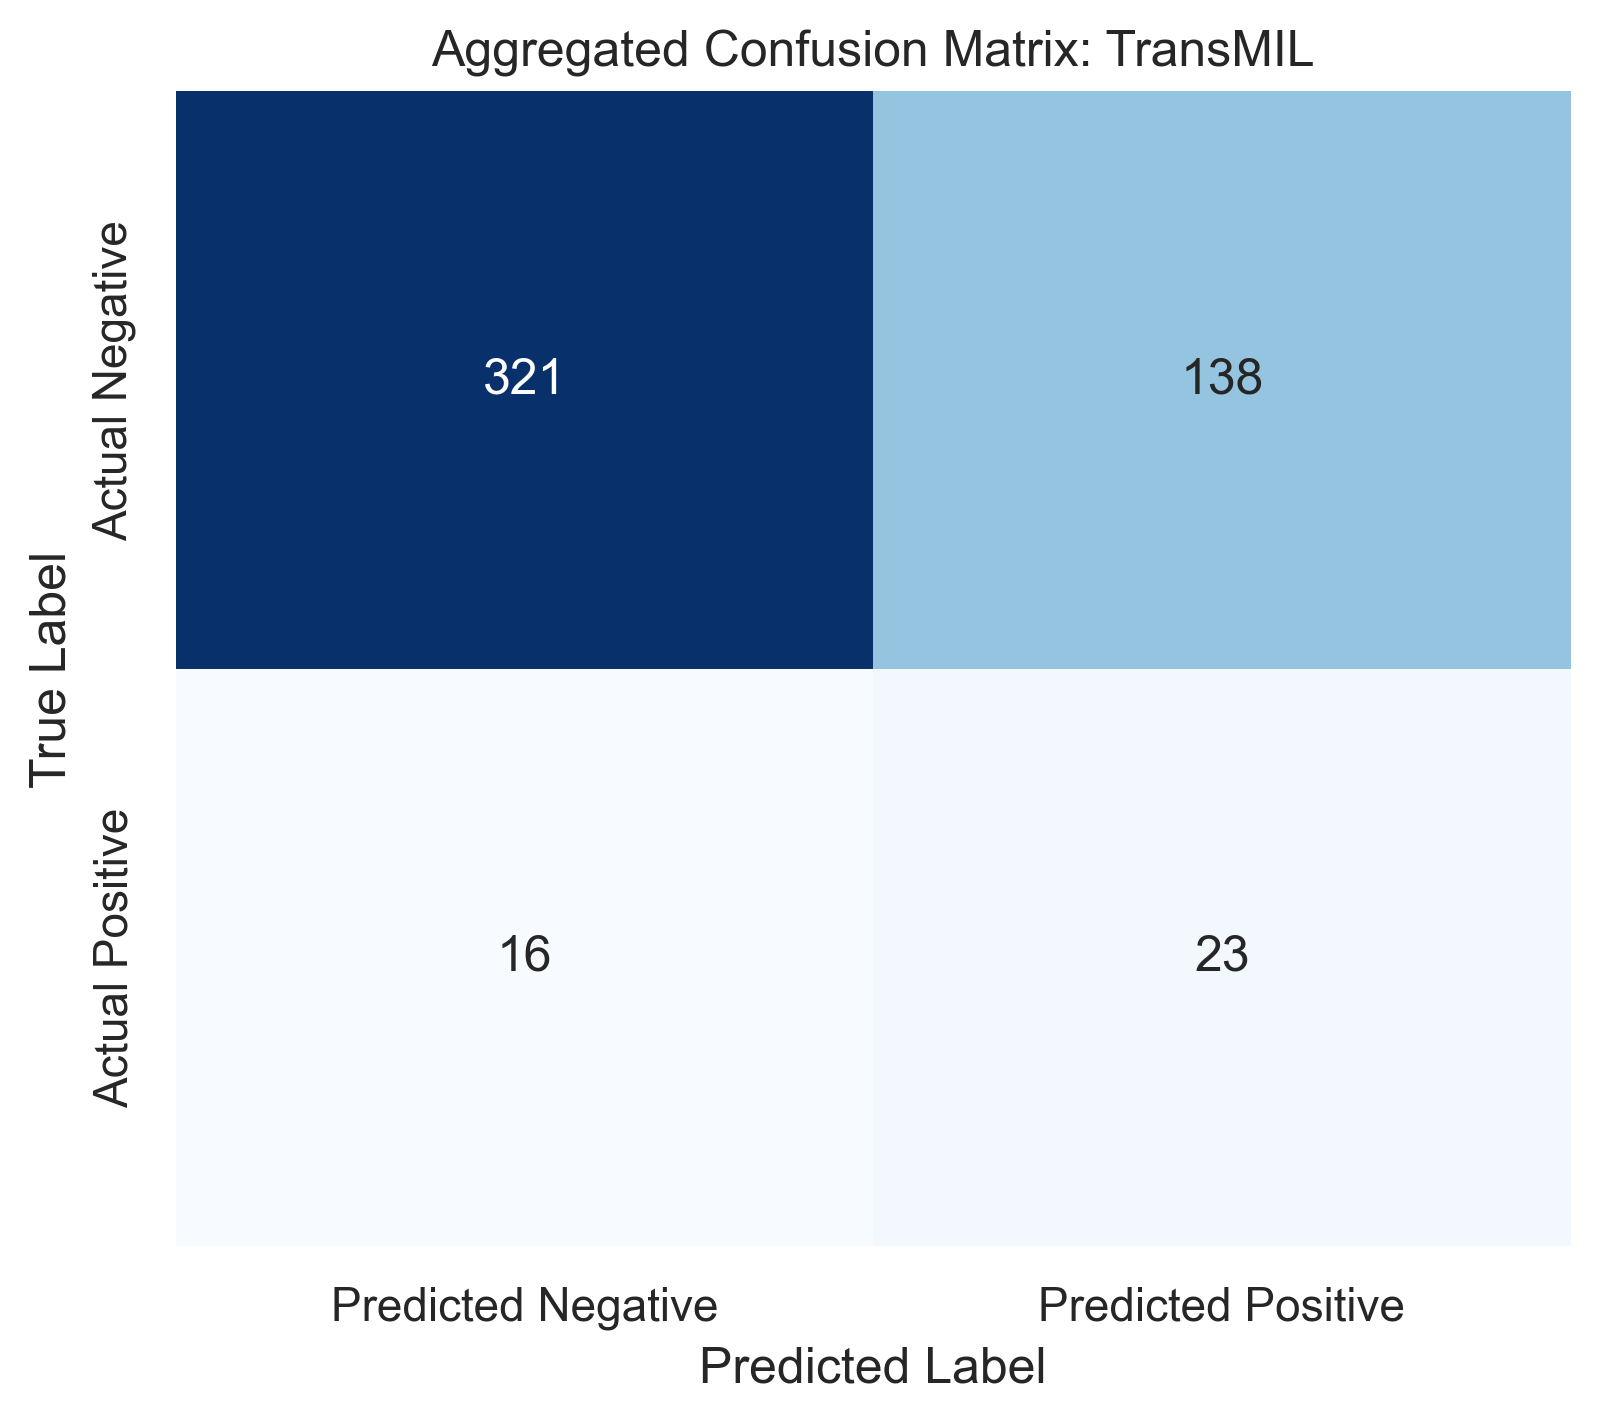 Aggregated Confusion Matrix: TransMIL
True Label
Actual Negative
321
138
Actual Positive
16
23
Predicted Negative
Predicted Positive
Predicted Label